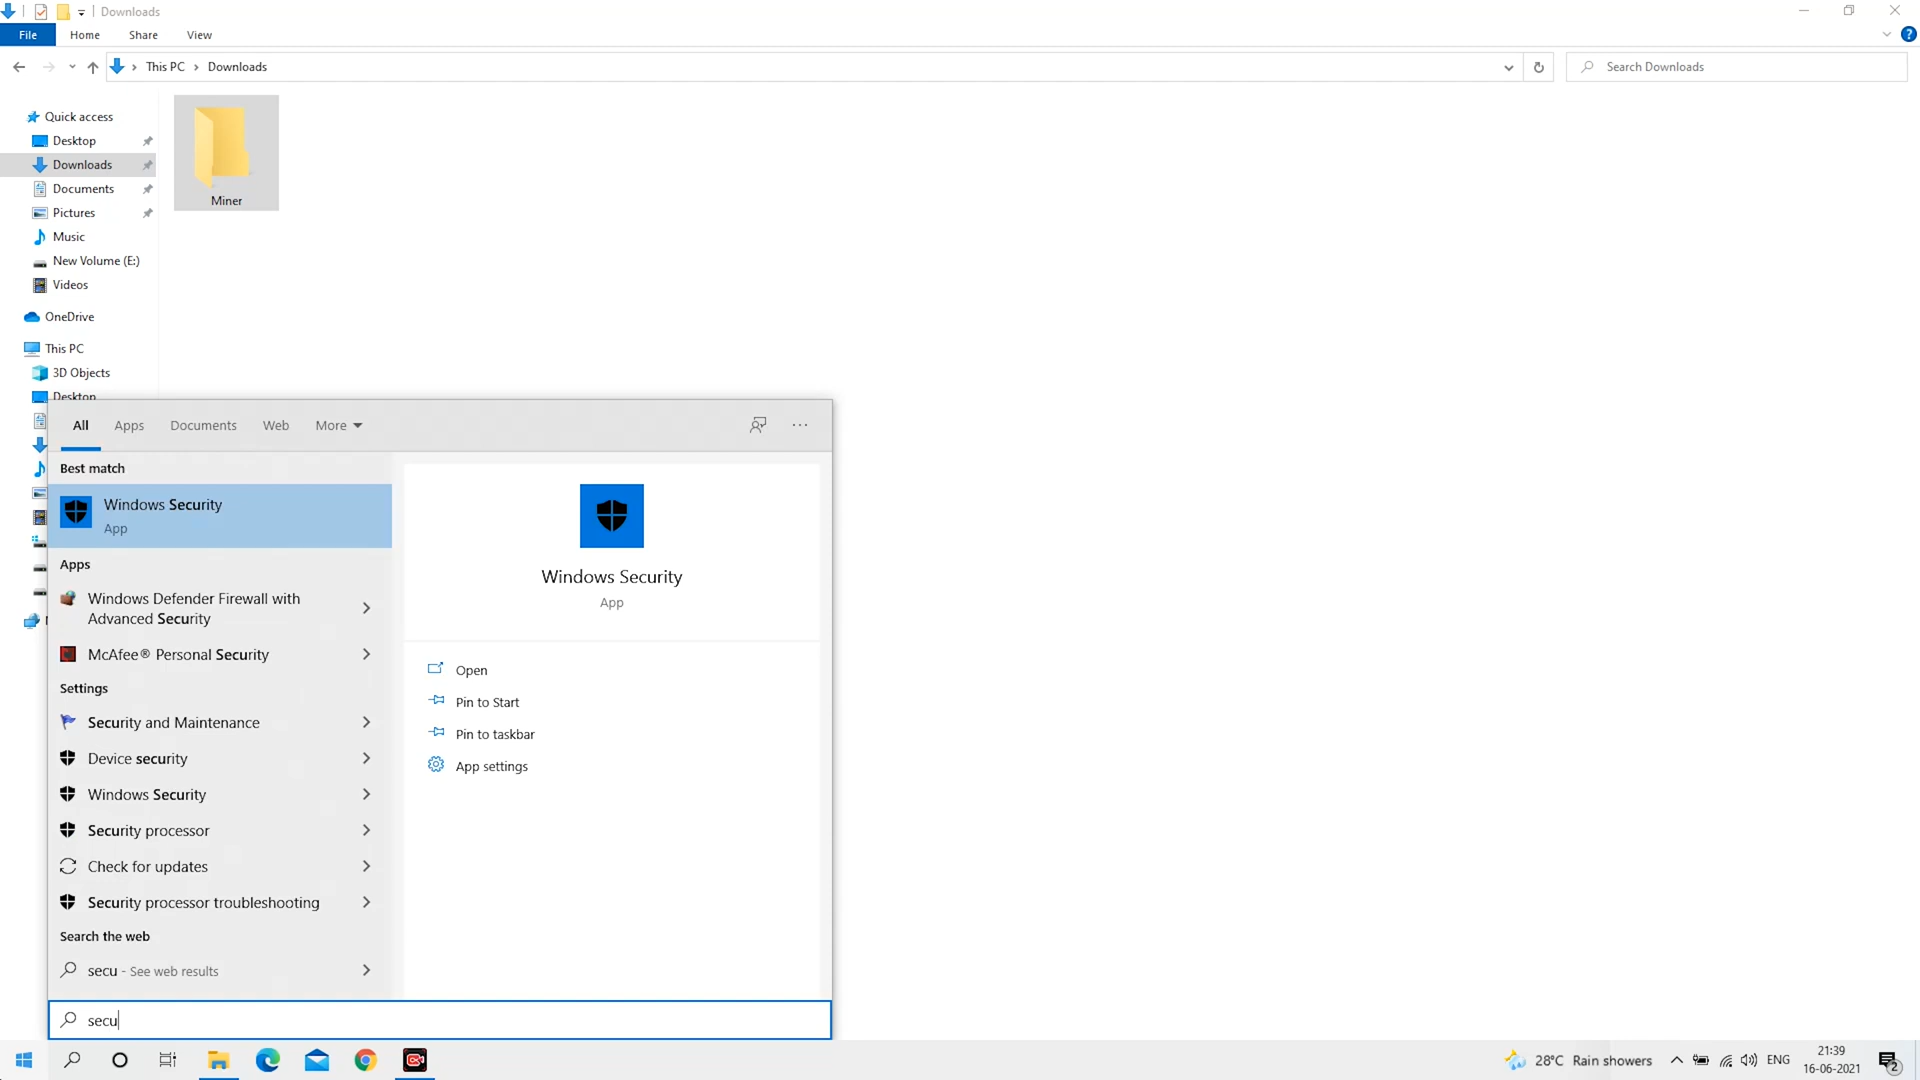 Downloads
File Home Share View
This PC Downloads
Search Downloads
Quick access
Desktop
Downloads
Documents
Pictures
Music
New Volume (E:)
Videos
OneDrive
This PC
3D Objects
Desktop
Miner
All Apps Documents Web More
Best match
Windows Security
App
Apps
Windows Defender Firewall with
Advanced Security
McAfee® Personal Security
Settings
Security and Maintenance
Device security
Windows Security
Security processor
Check for updates
Security processor troubleshooting
Search the web
secu - See web results
Windows Security
App
Open
Pin to Start
Pin to taskbar
App settings
secu
28°C Rain showers
ENG
21:39
16-06-2021
2